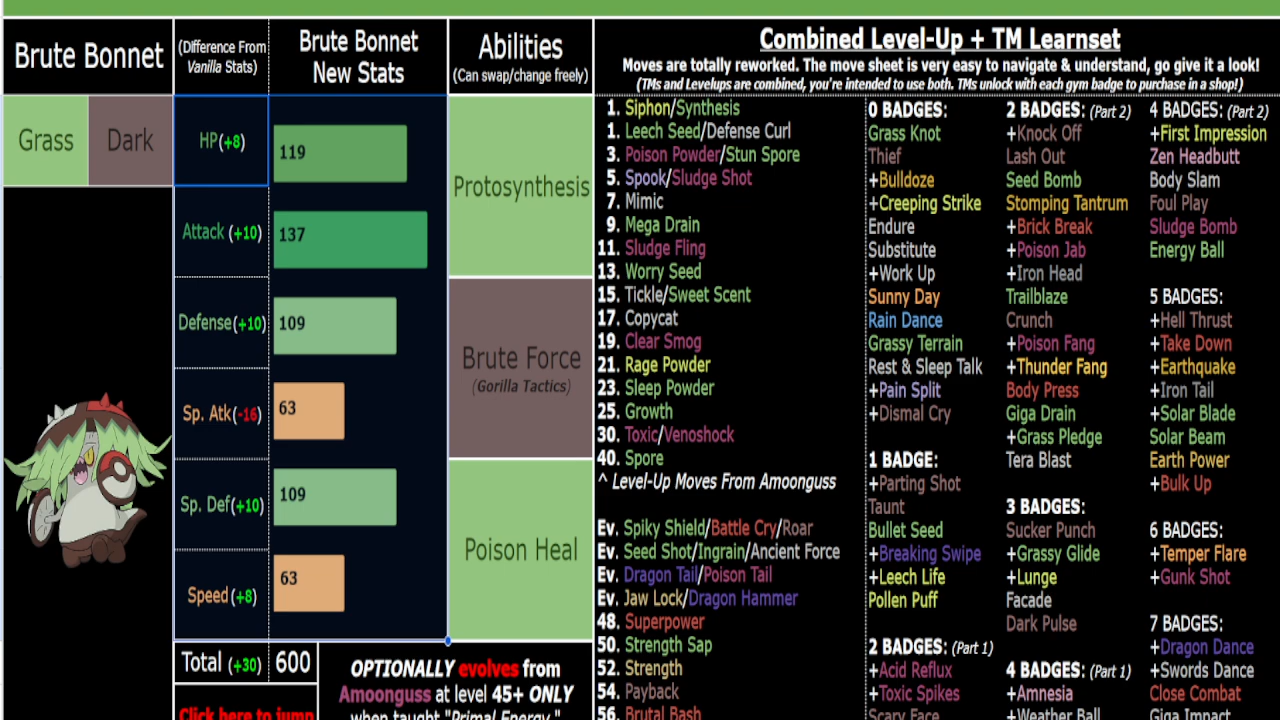 Brute Bonnet
(Difference From
Vanilla Stats)
Brute Bonnet
New Stats
Abilities
(Can swap/change freely)
Combined Level-Up + TM Learnset
Moves are totally reworked. The move sheet is very easy to navigate & understand, go give it a look!
(TMs and Levelups are combined, you're intended to use both. TMs unlock with each gym badge to purchase in a shop!)
Grass
Dark
HP(+8)
119
Attack (+10)
137
Defense(+10)
109
Sp. Atk(-16)
63
Sp. Def(+10)
109
Speed(+8)
63
Total (+30)
600
Click here to jump
Protosynthesis
Brute Force
(Gorilla Tactics)
Poison Heal
OPTIONALLY evolves from
Amoonguss at level 45+ ONLY
when taught "Primal Energy."
1. Siphon/Synthesis
1. Leech Seed/Defense Curl
3. Poison Powder/Stun Spore
5. Spook/Sludge Shot
7. Mimic
9. Mega Drain
11. Sludge Fling
13. Worry Seed
15. Tickle/Sweet Scent
17. Copycat
19. Clear Smog
21. Rage Powder
23. Sleep Powder
25. Growth
30. Toxic/Venoshock
40. Spore
^ Level-Up Moves From Amoonguss
Ev. Spiky Shield/Battle Cry/Roar
Ev. Seed Shot/Ingrain/Ancient Force
Ev. Dragon Tail/Poison Tail
Ev. Jaw Lock/Dragon Hammer
48. Superpower
50. Strength Sap
52. Strength
54. Payback
56. Brutal Bash
0 BADGES:
Grass Knot
Thief
+Bulldoze
+Creeping Strike
Endure
Substitute
+Work Up
Sunny Day
Rain Dance
Grassy Terrain
Rest & Sleep Talk
+Pain Split
+Dismal Cry
1 BADGE:
+Parting Shot
Taunt
Bullet Seed
+Breaking Swipe
+Leech Life
Pollen Puff
2 BADGES: (Part 1)
+Acid Reflux
+Toxic Spikes
Scary Face
2 BADGES: (Part 2)
+Knock Off
Lash Out
Seed Bomb
Stomping Tantrum
+Brick Break
+Poison Jab
+Iron Head
Trailblaze
Crunch
+Poison Fang
+Thunder Fang
Body Press
Giga Drain
+Grass Pledge
Tera Blast
3 BADGES:
Sucker Punch
+Grassy Glide
+Lunge
Facade
Dark Pulse
4 BADGES: (Part 1)
+Amnesia
+Weather Ball
4 BADGES: (Part 2)
+First Impression
Zen Headbutt
Body Slam
Foul Play
Sludge Bomb
Energy Ball
5 BADGES:
+Hell Thrust
+Take Down
+Earthquake
+Iron Tail
+Solar Blade
Solar Beam
Earth Power
+Bulk Up
6 BADGES:
+Temper Flare
+Gunk Shot
7 BADGES:
+Dragon Dance
+Swords Dance
Close Combat
Giga Impact